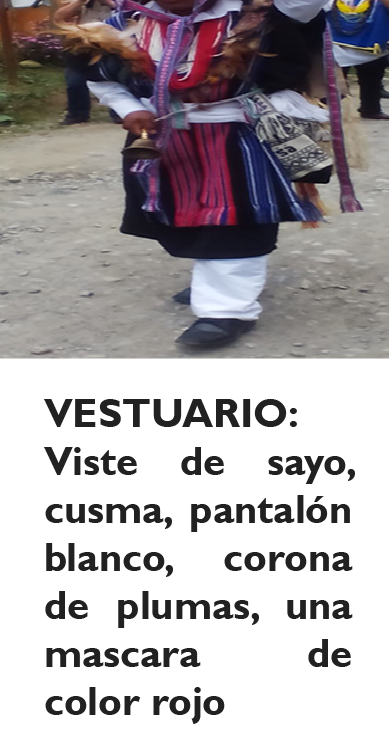 VESTUARIO:
Viste de sayo,
cusma, pantalón
blanco, corona
de plumas, una
mascara de
color rojo